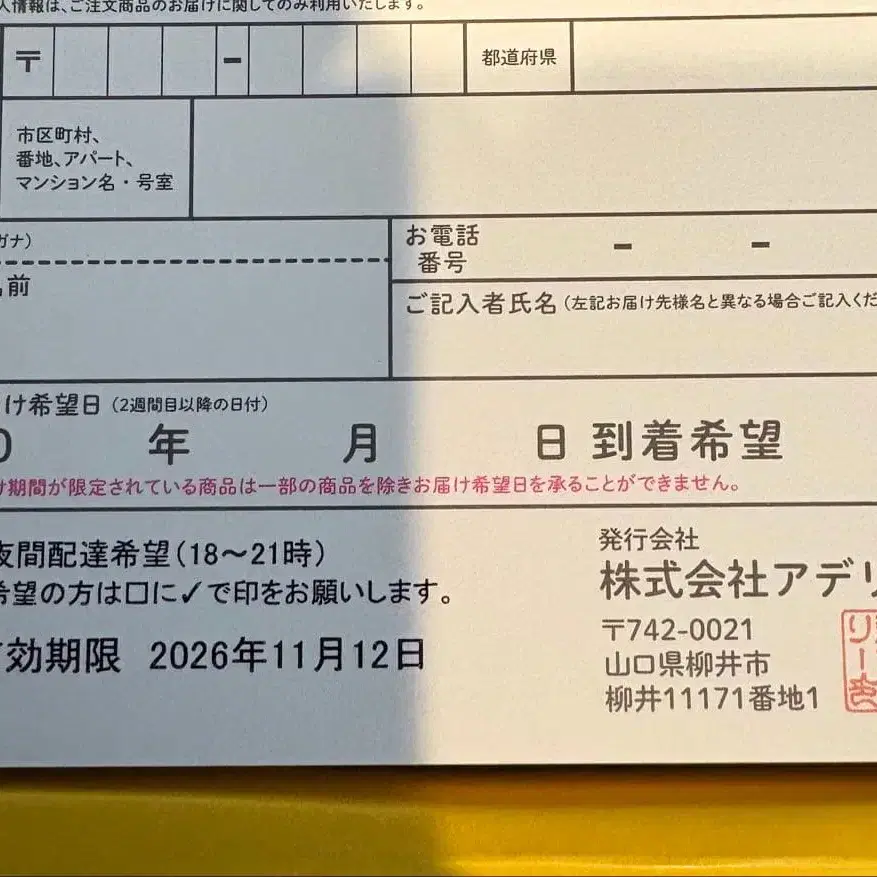 人情報は、ご注文商品のお届けに関してのみ利用いたします。
〒 - 都道府県
市区町村、
番地、アパート、
マンション名・号室
ガナ)
前
お電話
番号 - -
ご記入者氏名(左記お届け先様名と異なる場合ご記入くだ
け希望日(2週間目以降の日付)
0 年 月 日 到着希望
け期間が限定されている商品は一部の商品を除きお届け希望日を承ることができません。
夜間配達希望(18〜21時)
希望の方は□に✓で印をお願いします。
有効期限 2026年11月12日
発行会社
株式会社アデリ
〒742-0021
山口県柳井市
柳井11171番地1